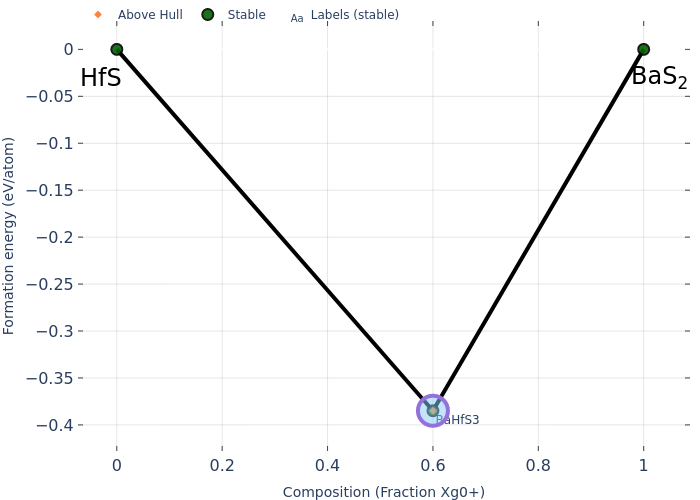 Above Hull
Stable
Aa Labels (stable)
0
−0.05
−0.1
−0.15
−0.2
−0.25
−0.3
−0.35
−0.4
Formation energy (eV/atom)
HfS
BaS₂
BaHfS3
0 0.2 0.4 0.6 0.8 1
Composition (Fraction Xg0+)